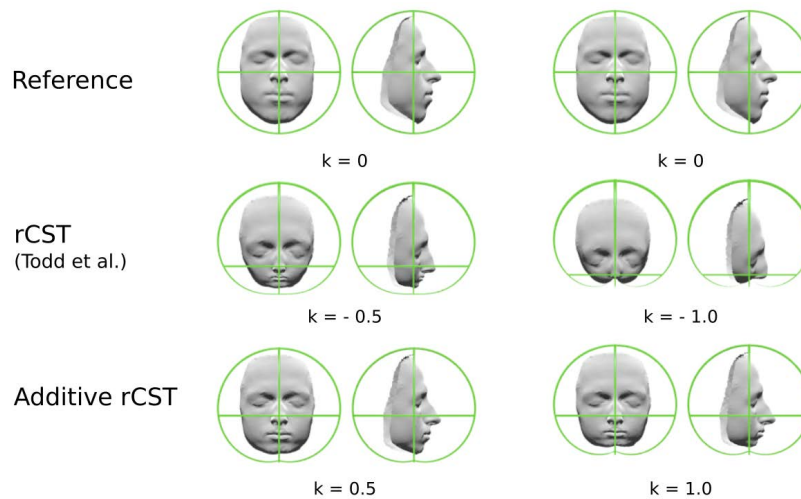 Reference
k = 0
k = 0
rCST
(Todd et al.)
k = - 0.5
k = - 1.0
Additive rCST
k = 0.5
k = 1.0